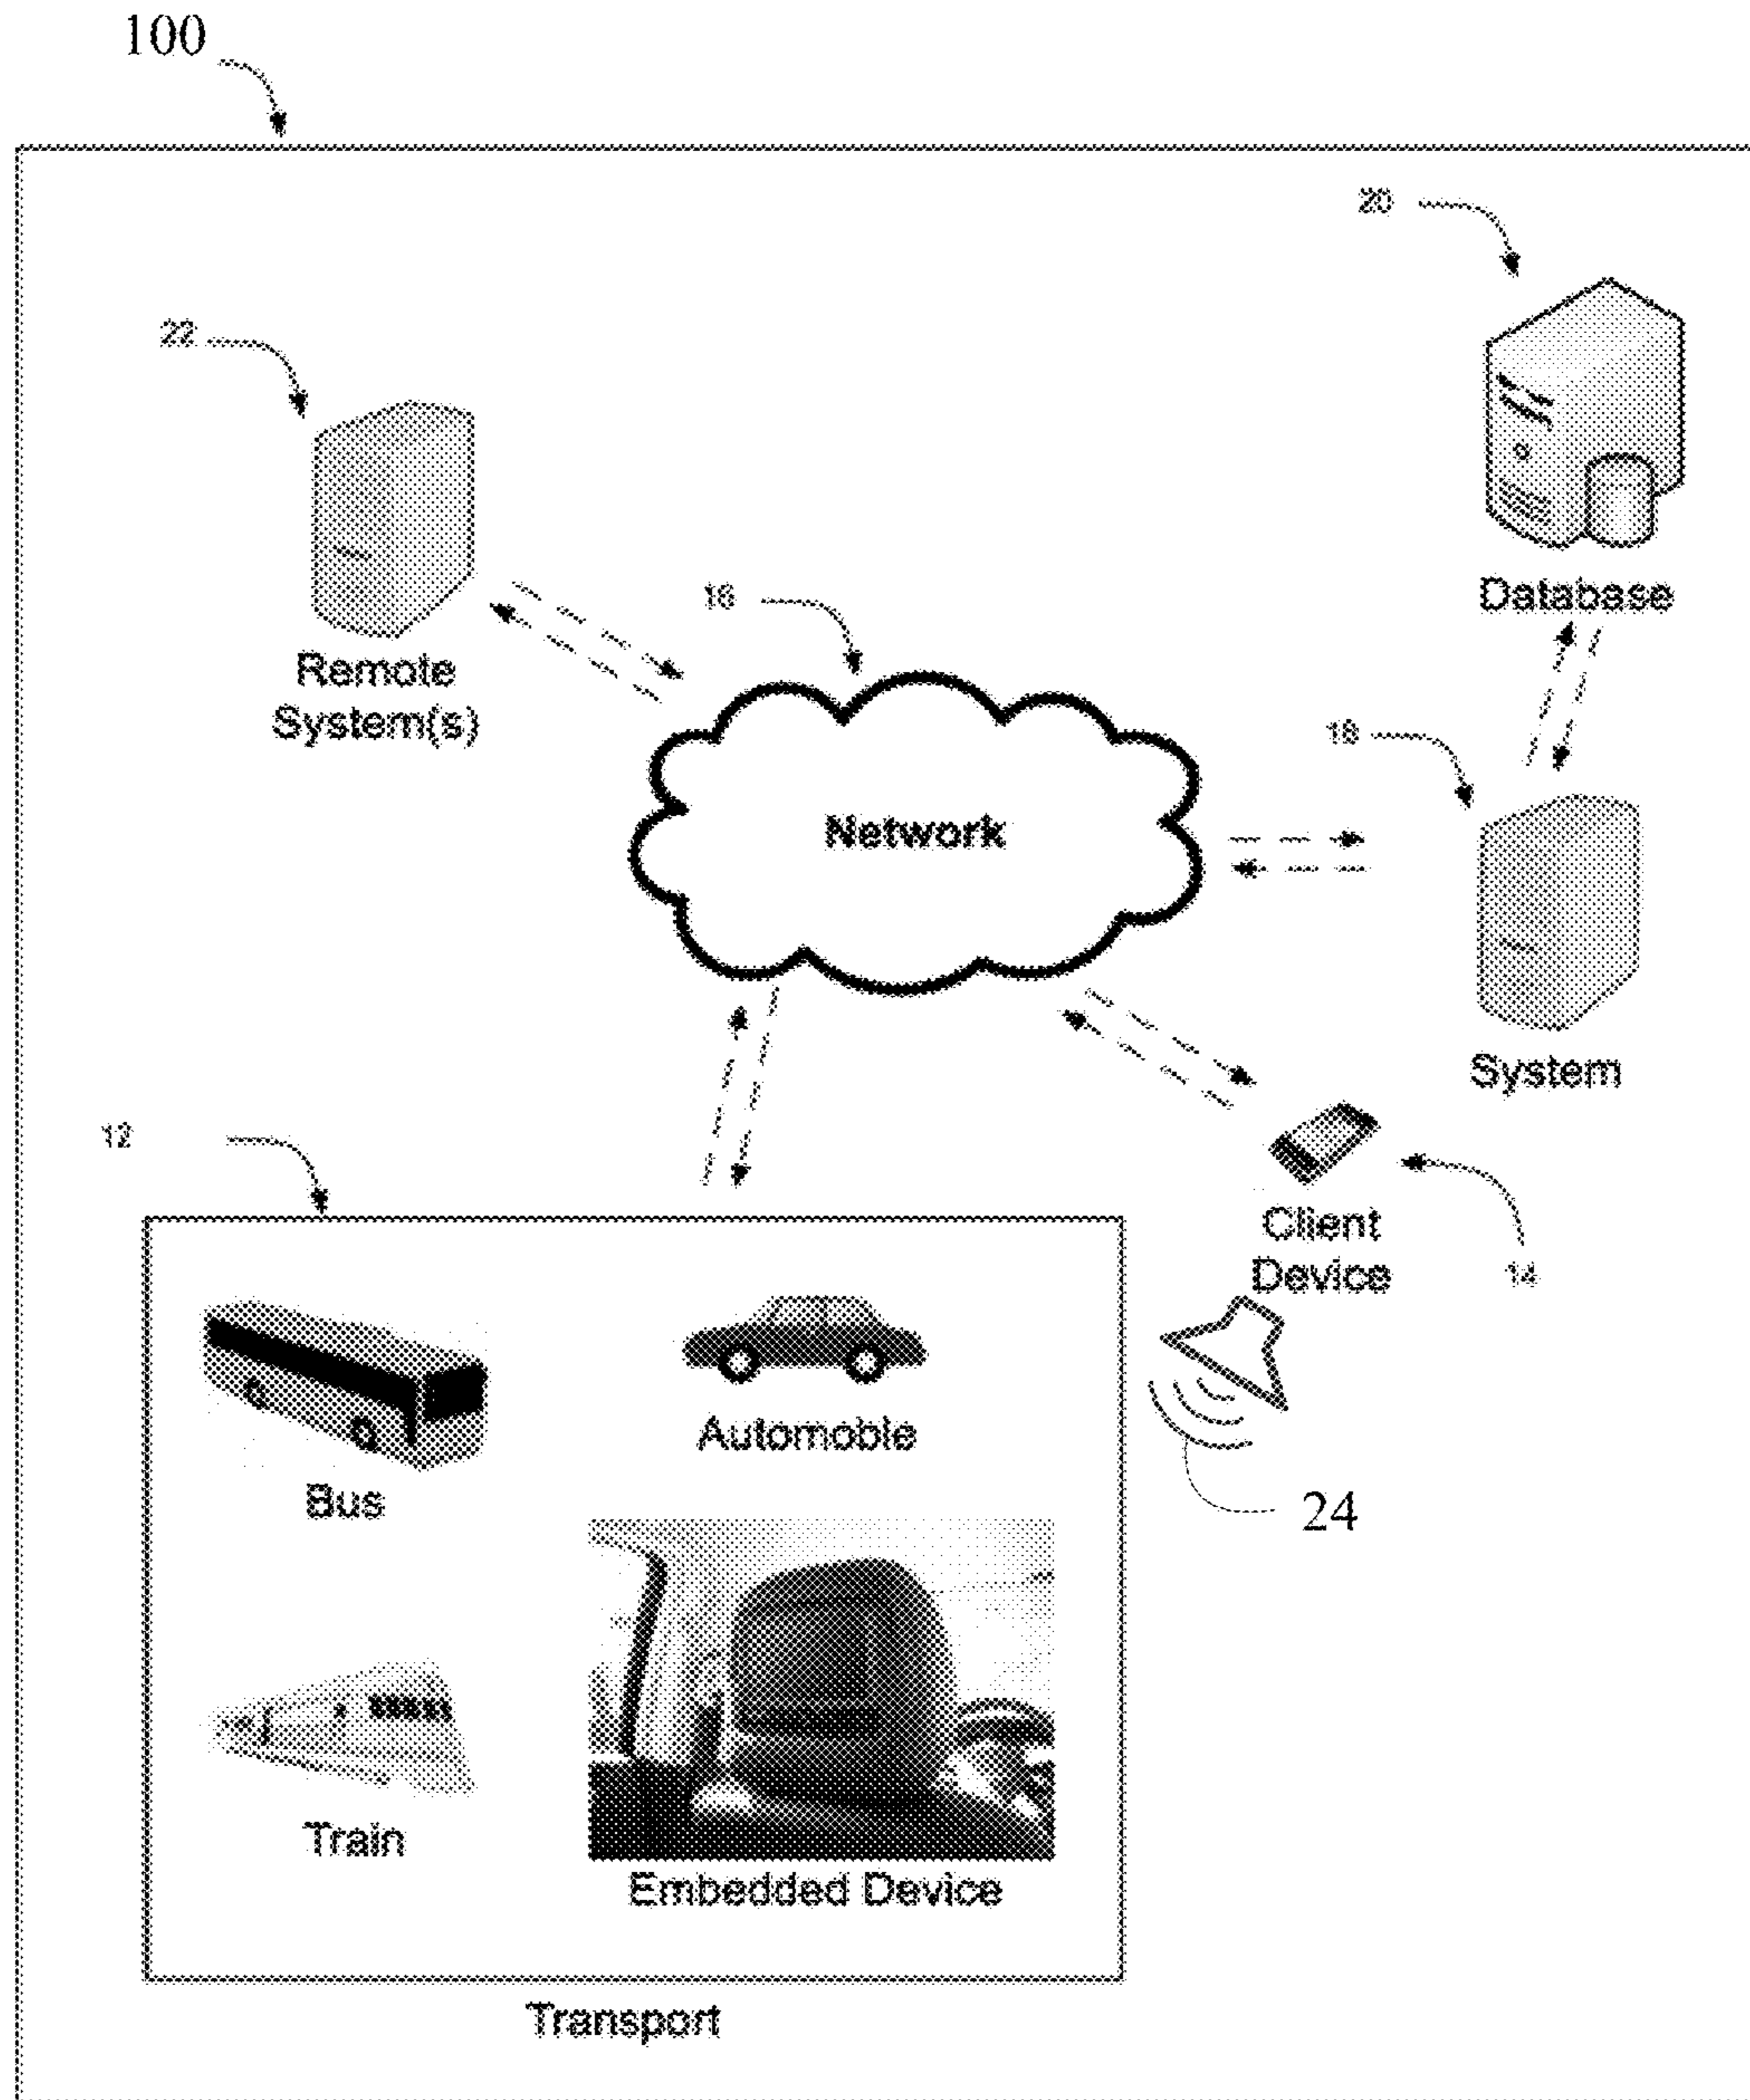 100
20
22
Database
16
Remote
System(s)
18
Network
System
12
Client
Device
14
Automoble
Bus
24
Train
Embedded Device
Transport